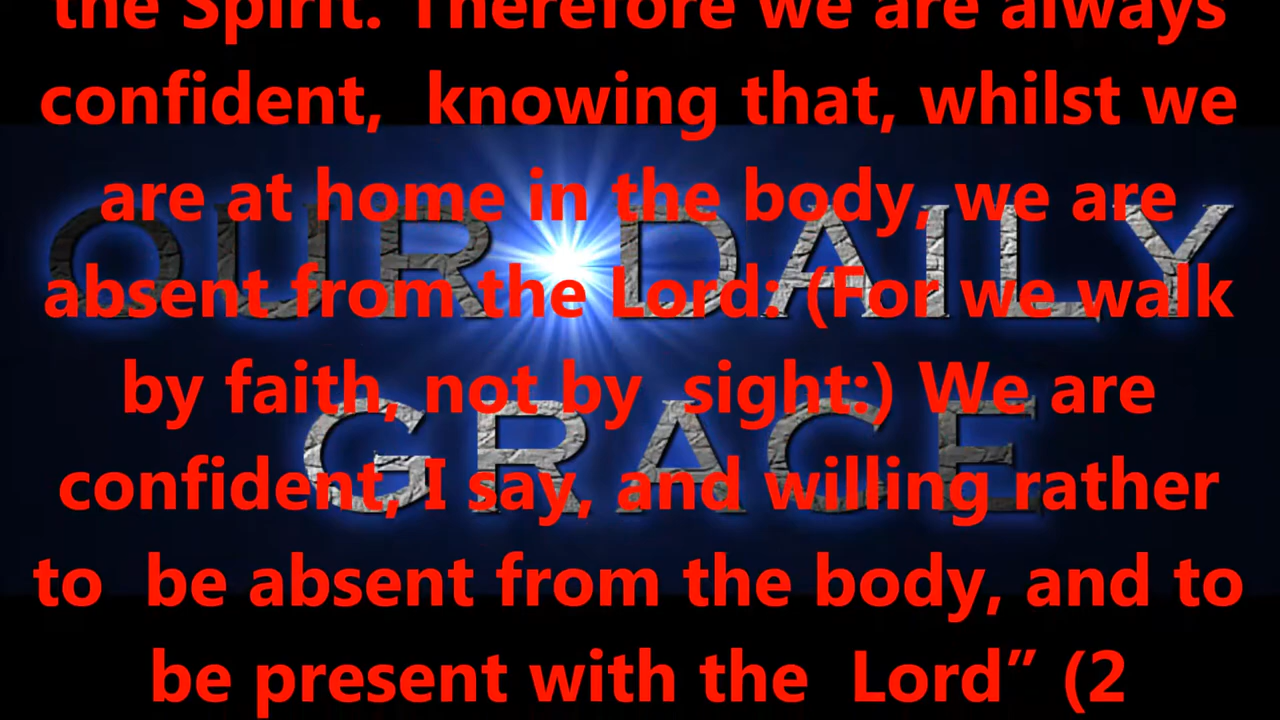 the Spirit. Therefore we are always
confident,  knowing that, whilst we
are at home in the body, we are
absent from the Lord: (For we walk
by faith, not by  sight:) We are
confident, I say, and willing rather
to  be absent from the body, and to
be present with the  Lord” (2
OUR DAILY
GRACE